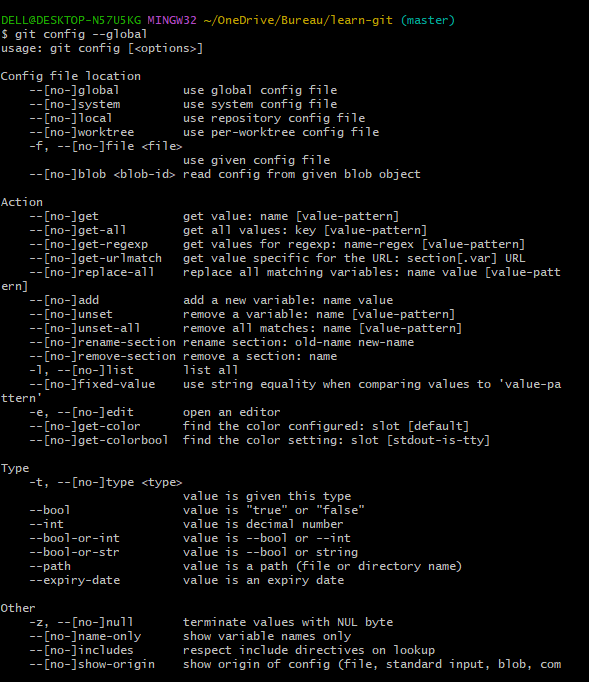 DELL@DESKTOP-N57U5KG MINGW32 ~/OneDrive/Bureau/learn-git (master)
$ git config --global
usage: git config [<options>]

Config file location
    --[no-]global         use global config file
    --[no-]system         use system config file
    --[no-]local          use repository config file
    --[no-]worktree       use per-worktree config file
    -f, --[no-]file <file>
                          use given config file
    --[no-]blob <blob-id> read config from given blob object

Action
    --[no-]get            get value: name [value-pattern]
    --[no-]get-all        get all values: key [value-pattern]
    --[no-]get-regexp     get values for regexp: name-regex [value-pattern]
    --[no-]get-urlmatch   get value specific for the URL: section[.var] URL
    --[no-]replace-all    replace all matching variables: name value [value-patt
ern]
    --[no-]add            add a new variable: name value
    --[no-]unset          remove a variable: name [value-pattern]
    --[no-]unset-all      remove all matches: name [value-pattern]
    --[no-]rename-section rename section: old-name new-name
    --[no-]remove-section remove a section: name
    -l, --[no-]list       list all
    --[no-]fixed-value    use string equality when comparing values to 'value-pa
ttern'
    -e, --[no-]edit       open an editor
    --[no-]get-color      find the color configured: slot [default]
    --[no-]get-colorbool  find the color setting: slot [stdout-is-tty]

Type
    -t, --[no-]type <type>
                          value is given this type
    --bool                value is "true" or "false"
    --int                 value is decimal number
    --bool-or-int         value is --bool or --int
    --bool-or-str         value is --bool or string
    --path                value is a path (file or directory name)
    --expiry-date         value is an expiry date

Other
    -z, --[no-]null       terminate values with NUL byte
    --[no-]name-only      show variable names only
    --[no-]includes       respect include directives on lookup
    --[no-]show-origin    show origin of config (file, standard input, blob, com